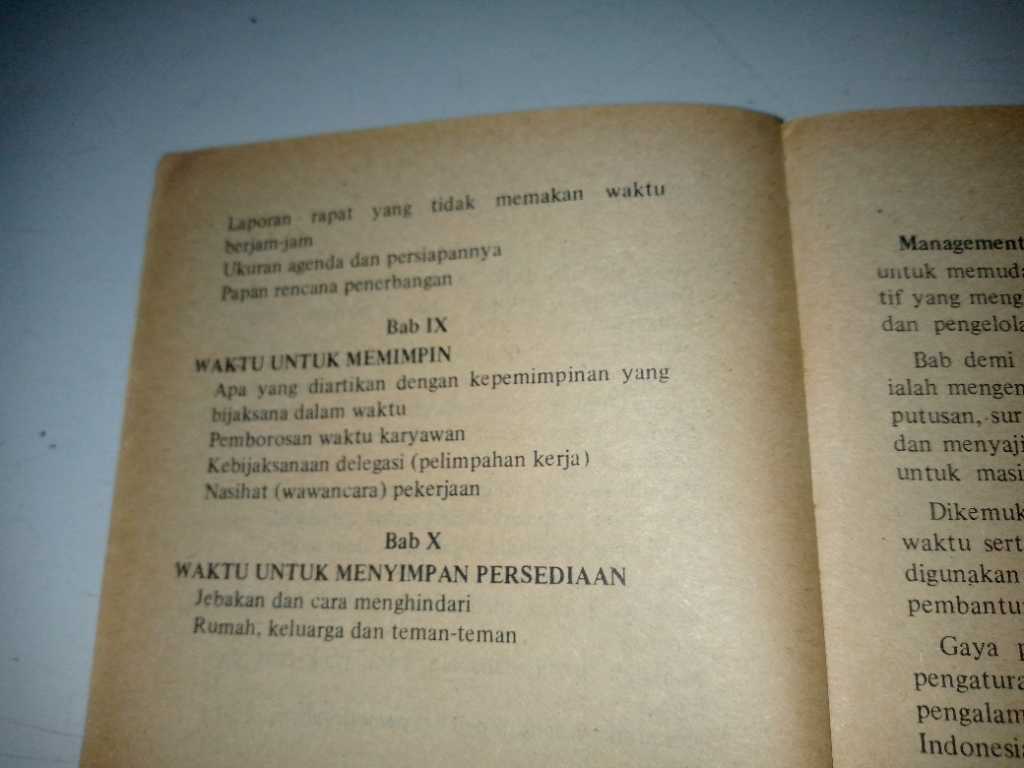 Laporan rapat yang tidak memakan waktu
berjam-jam
Ukuran agenda dan persiapannya
Papan rencana penerbangan
Bab IX
WAKTU UNTUK MEMIMPIN
Apa yang diartikan dengan kepemimpinan yang
bijaksana dalam waktu
Pemborosan waktu karyawan
Kebijaksanaan delegasi (pelimpahan kerja)
Nasihat (wawancara) pekerjaan
Bab X
WAKTU UNTUK MENYIMPAN PERSEDIAAN
Jebakan dan cara menghindari
Rumah, keluarga dan teman-teman
Management
untuk
tif yang
dan
Bab demi
ialah
putusan,
dan
untuk
waktu
digunakan
Gaya